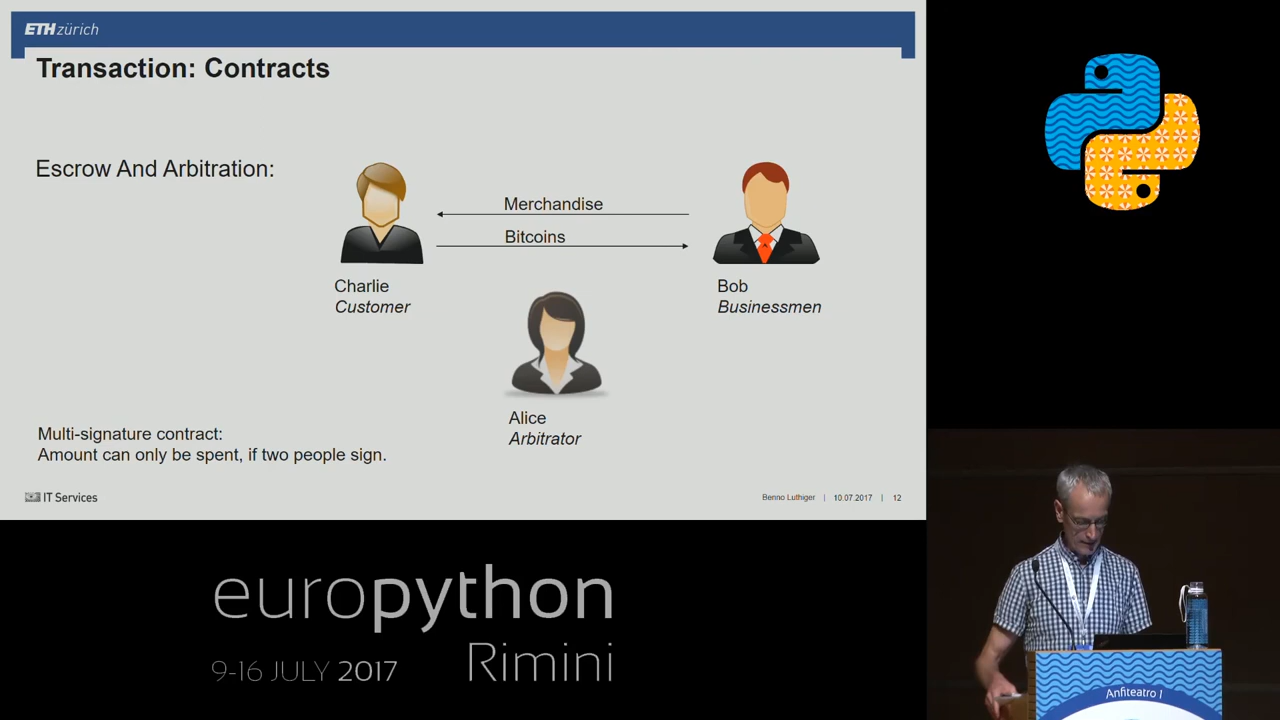 ETH zürich
Transaction: Contracts
Escrow And Arbitration:
Merchandise
Bitcoins
Charlie
Customer
Bob
Businessmen
Alice
Arbitrator
Multi-signature contract:
Amount can only be spent, if two people sign.
IT Services
Benno Luthiger | 10.07.2017 | 12
europython
9-16 JULY 2017 Rimini
Anfiteatro 1